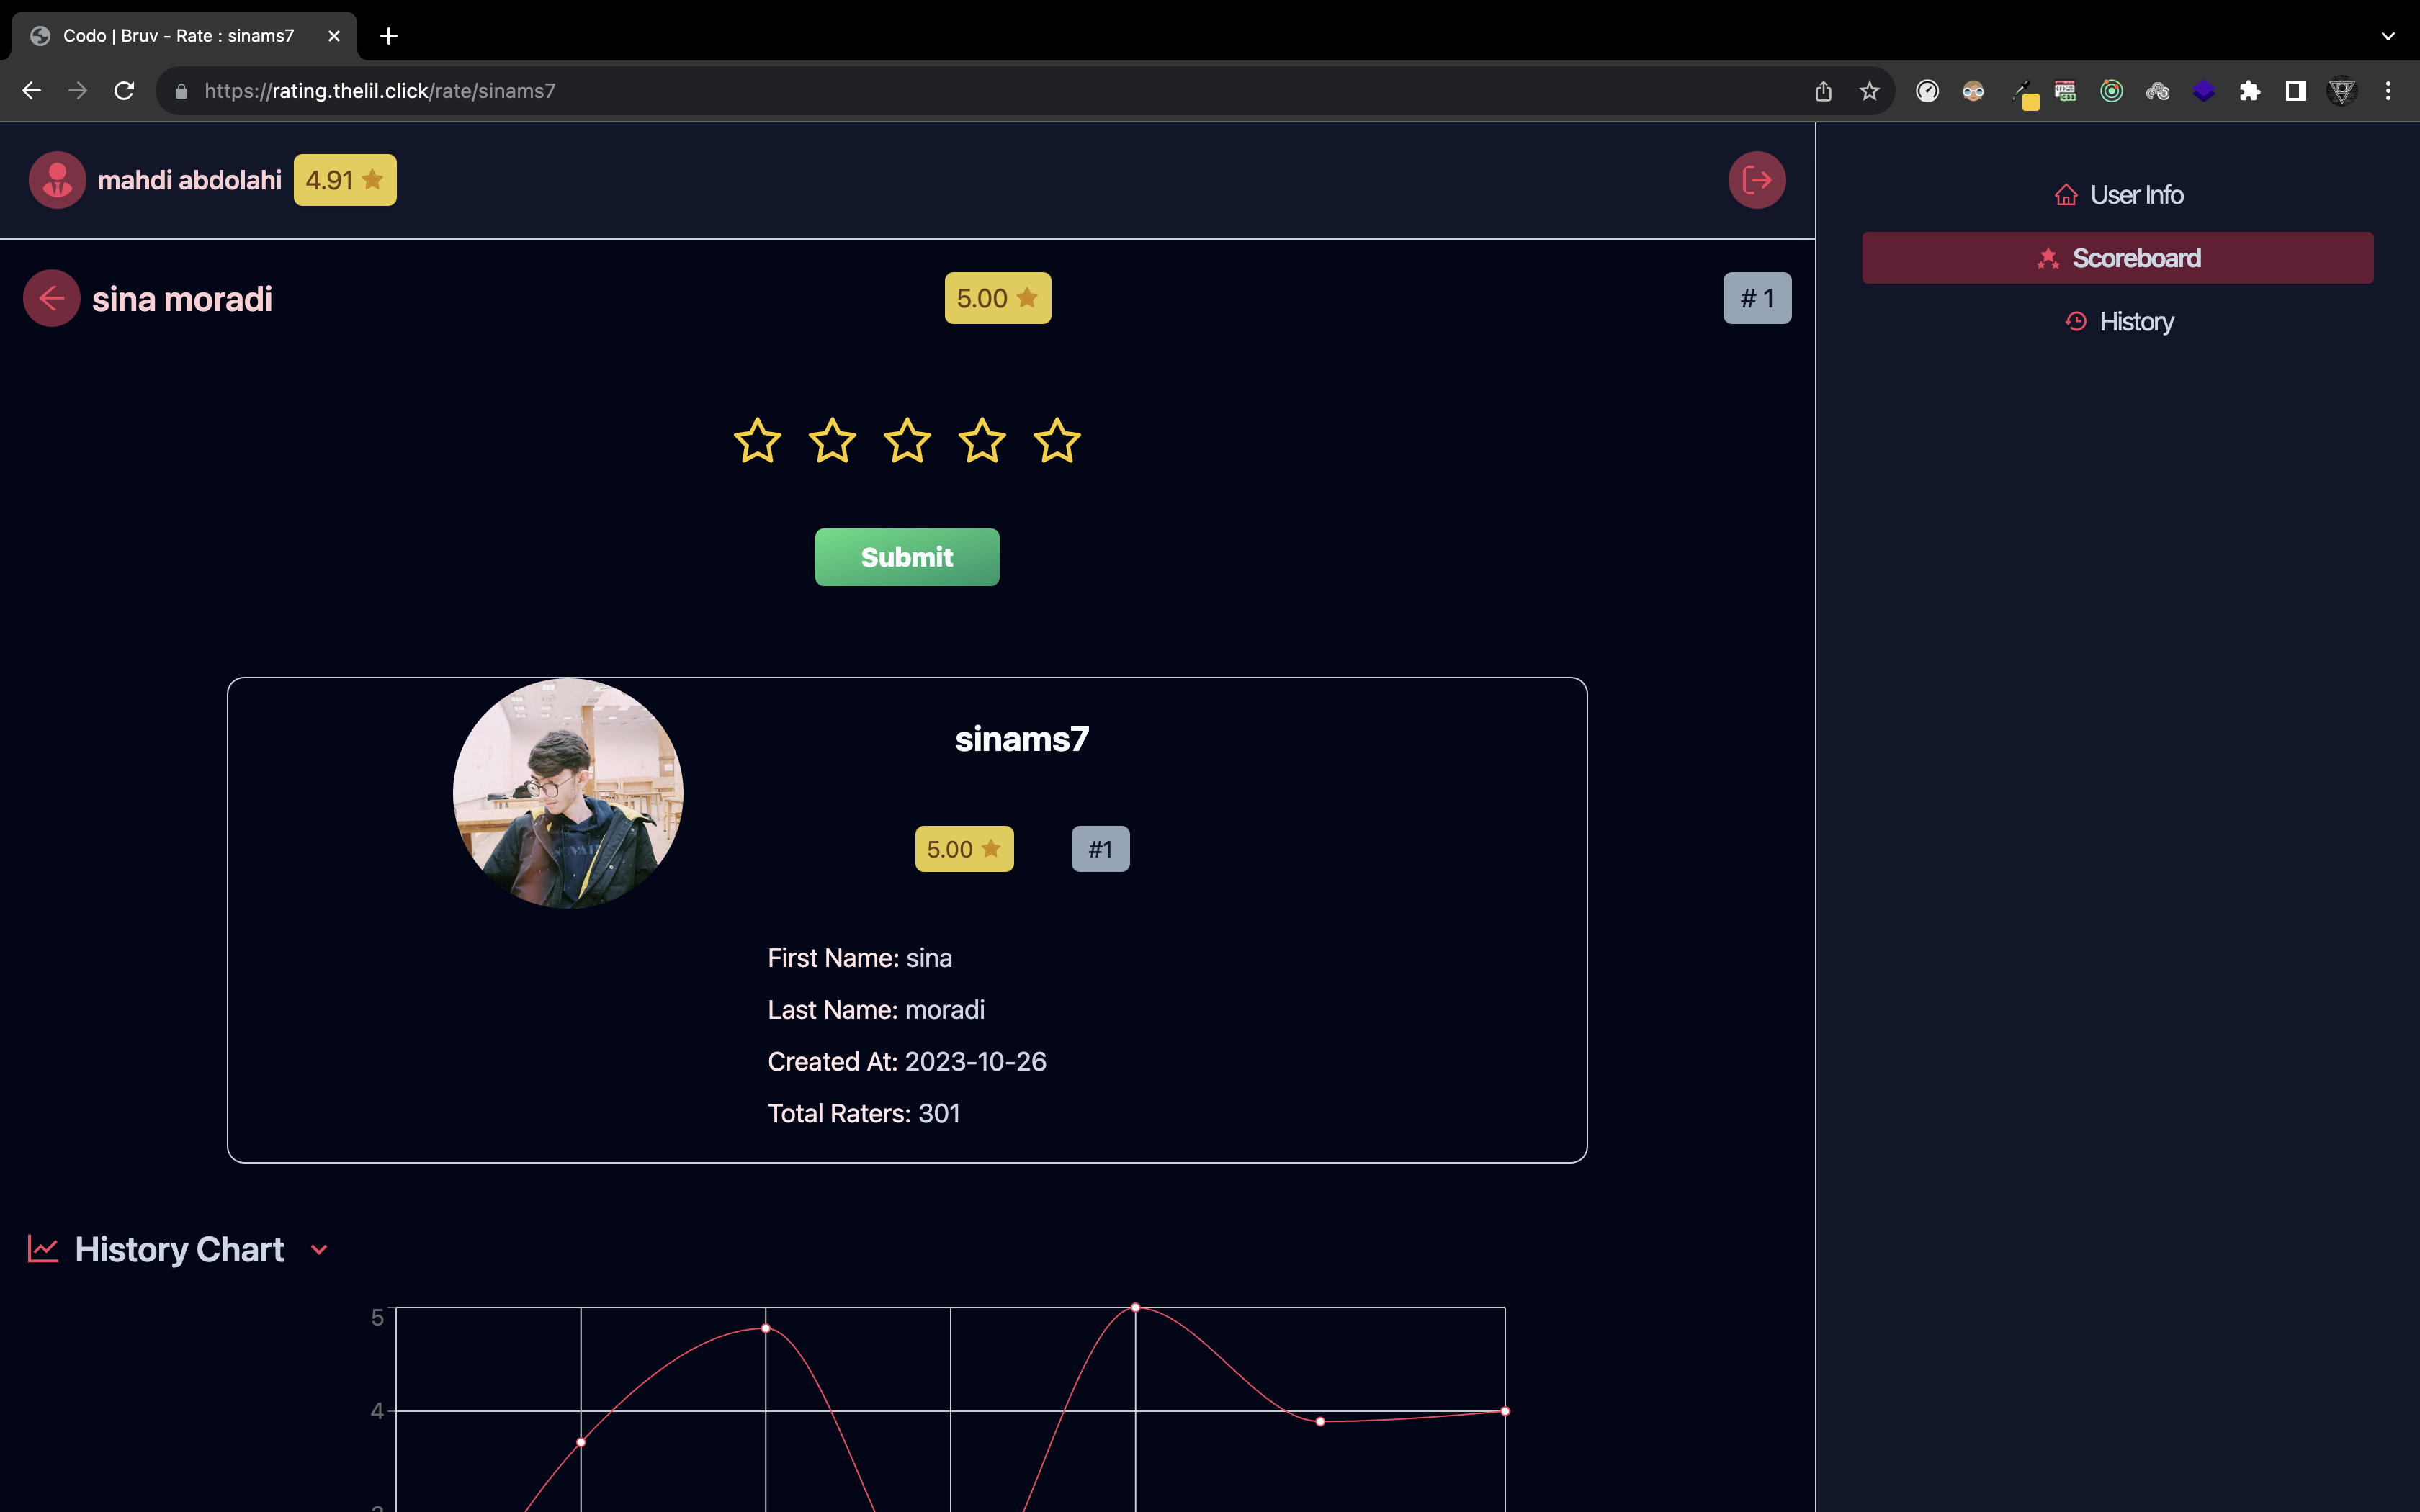 Codo | Bruv - Rate : sinams7
https://rating.thelil.click/rate/sinams7
mahdi abdolahi 4.91
User Info
Scoreboard
History
sina moradi 5.00 # 1
Submit
sinams7
5.00 #1
First Name: sina
Last Name: moradi
Created At: 2023-10-26
Total Raters: 301
History Chart
5
4